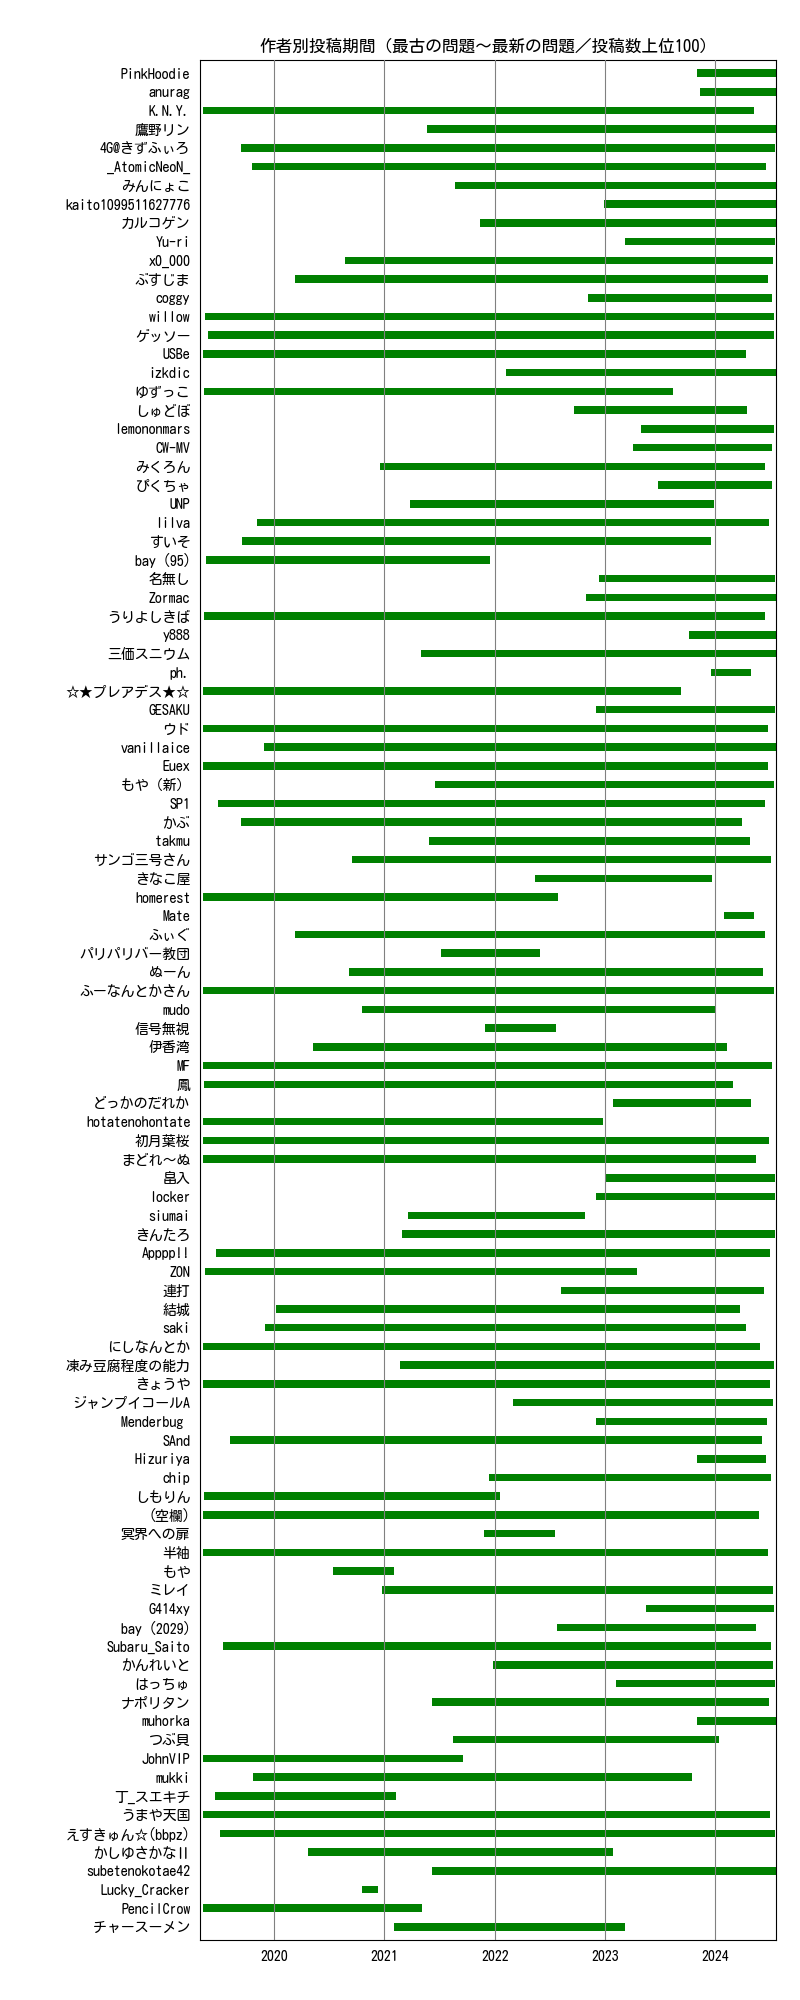 作者別投稿期間（最古の問題～最新の問題／投稿数上位100）
PinkHoodie
anurag
K.N.Y.
鷹野リン
4G@きずふぃろ
_AtomicNeoN_
みんにょこ
kaito1099511627776
カルコゲン
Yu-ri
x0_000
ぶすじま
coggy
willow
ゲッソー
USBe
izkdic
ゆずっこ
しゅどぼ
lemononmars
CW-MV
みくろん
ぴくちゃ
UNP
lilva
すいそ
bay (95)
名無し
Zormac
うりよしきば
y888
三価スニウム
ph.
☆★プレアデス★☆
GESAKU
ウド
vanillaice
Euex
もや（新）
SP1
かぶ
takmu
サンゴ三号さん
きなこ屋
homerest
Mate
ふぃぐ
パリパリバー教団
ぬーん
ふーなんとかさん
mudo
信号無視
伊香湾
MF
鳳
どっかのだれか
hotatenohontate
初月葉桜
まどれ～ぬ
畠入
locker
siumai
きんたろ
Appppll
ZON
連打
結城
saki
にしなんとか
凍み豆腐程度の能力
きょうや
ジャンプイコールA
Menderbug
SAnd
Hizuriya
chip
しもりん
(空欄)
冥界への扉
半袖
もや
ミレイ
G414xy
bay (2029)
Subaru_Saito
かんれいと
はっちゅ
ナポリタン
muhorka
つぶ貝
JohnVIP
mukki
丁_スエキチ
うまや天国
えすきゅん☆(bbpz)
かしゆさかなⅡ
subetenokotae42
Lucky_Cracker
PencilCrow
チャースーメン
2020 2021 2022 2023 2024